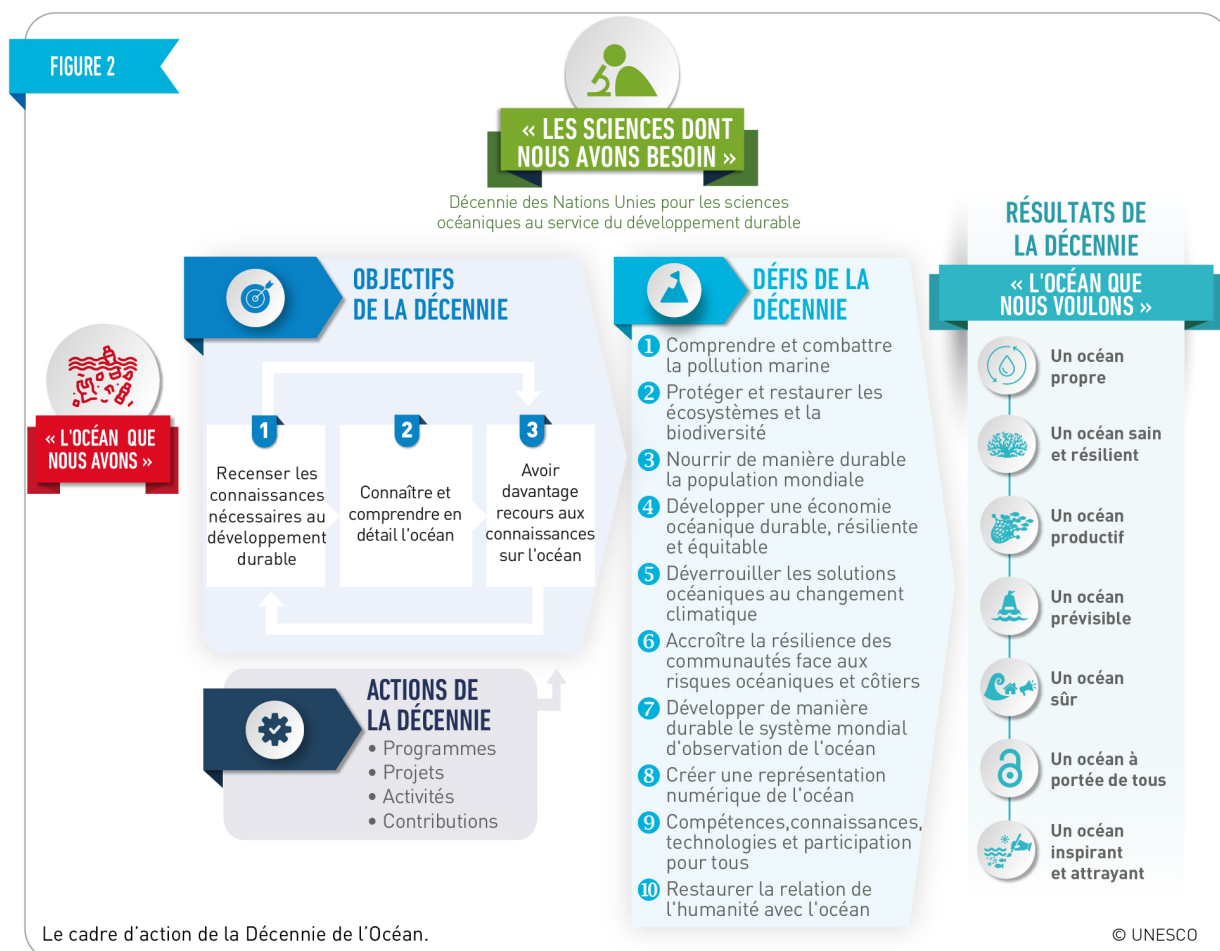 FIGURE 2
« LES SCIENCES DONT
NOUS AVONS BESOIN »
Décennie des Nations Unies pour les sciences
océaniques au service du développement durable
« L'OCÉAN QUE
NOUS AVONS »
OBJECTIFS
DE LA DÉCENNIE
1
Recenser les
connaissances
nécessaires au
développement
durable
2
Connaître et
comprendre en
détail l'océan
3
Avoir
davantage
recours aux
connaissances
sur l'océan
ACTIONS DE
LA DÉCENNIE
• Programmes
• Projets
• Activités
• Contributions
DÉFIS DE LA
DÉCENNIE
1 Comprendre et combattre
la pollution marine
2 Protéger et restaurer les
écosystèmes et la
biodiversité
3 Nourrir de manière durable
la population mondiale
4 Développer une économie
océanique durable, résiliente
et équitable
5 Déverrouiller les solutions
océaniques au changement
climatique
6 Accroître la résilience des
communautés face aux
risques océaniques et côtiers
7 Développer de manière
durable le système mondial
d'observation de l'océan
8 Créer une représentation
numérique de l'océan
9 Compétences,connaissances,
technologies et participation
pour tous
10 Restaurer la relation de
l'humanité avec l'océan
RÉSULTATS DE
LA DÉCENNIE
« L'OCÉAN QUE
NOUS VOULONS »
Un océan
propre
Un océan sain
et résilient
Un océan
productif
Un océan
prévisible
Un océan
sûr
Un océan à
portée de tous
Un océan
inspirant
et attrayant
Le cadre d’action de la Décennie de l’Océan.
© UNESCO